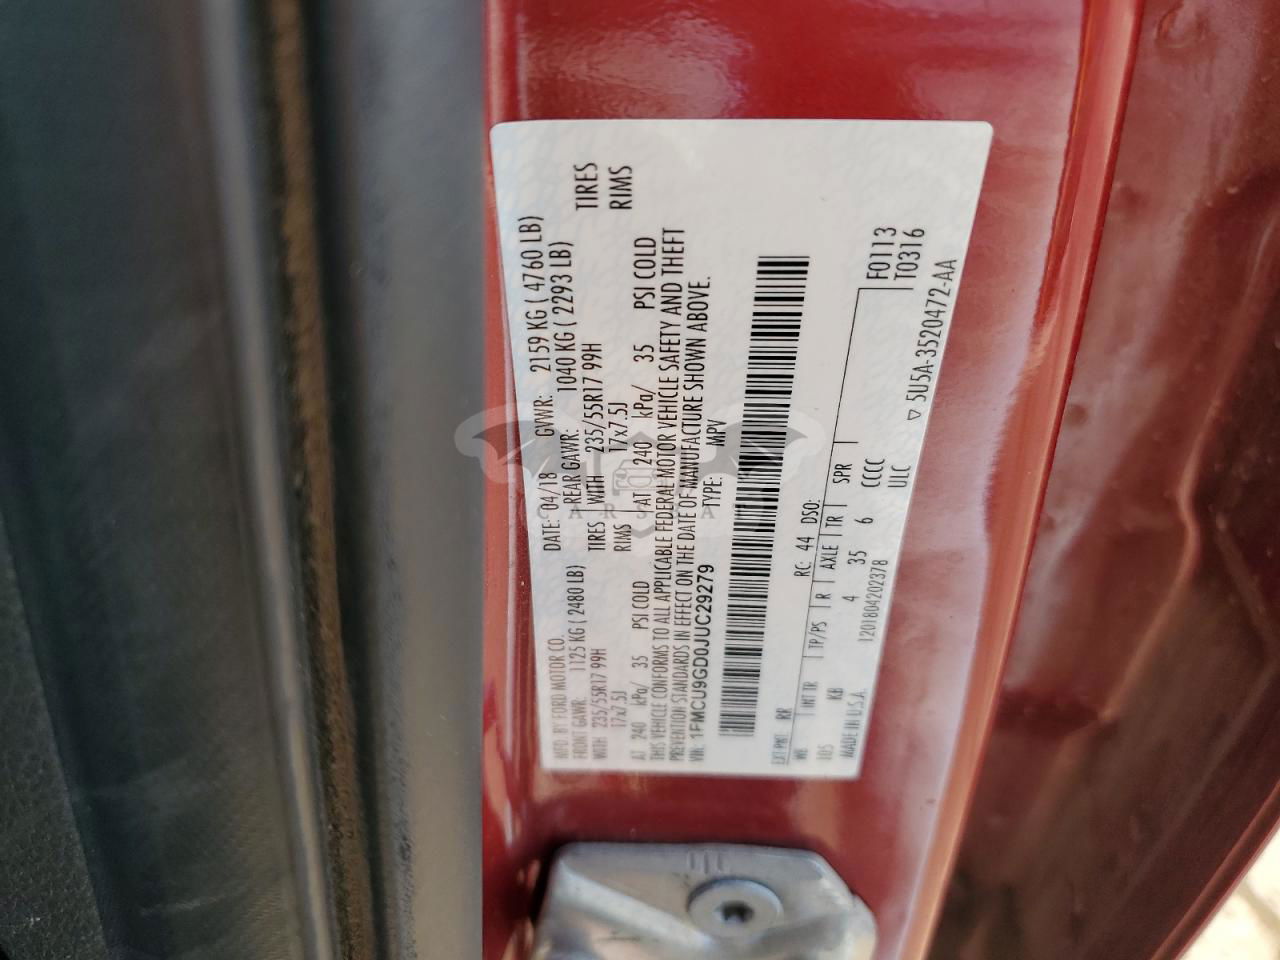 MFD. BY FORD MOTOR CO.
DATE: 04/18 GVWR: 2159 KG ( 4760 LB)
FRONT GAWR: 1125 KG ( 2480 LB) REAR GAWR: 1040 KG ( 2293 LB)
WITH 235/55R17 99H TIRES WITH 235/55R17 99H TIRES
17x7.5J RIMS 17x7.5J RIMS
AT 240 kPa/ 35 PSI COLD AT 240 kPa/ 35 PSI COLD
THIS VEHICLE CONFORMS TO ALL APPLICABLE FEDERAL MOTOR VEHICLE SAFETY AND THEFT
PREVENTION STANDARDS IN EFFECT ON THE DATE OF MANUFACTURE SHOWN ABOVE.
VIN: 1FMCU9GD0JUC29279 TYPE: MPV
EXT PNT: RR RC: 44 DSO:
WB INT TR TP/PS R AXLE TR SPR
105 KB 4 35 6 CCCC
MADE IN U.S.A. 1201804202378 ULC
F0113
T0316
▽ 5U5A-3520472-AA